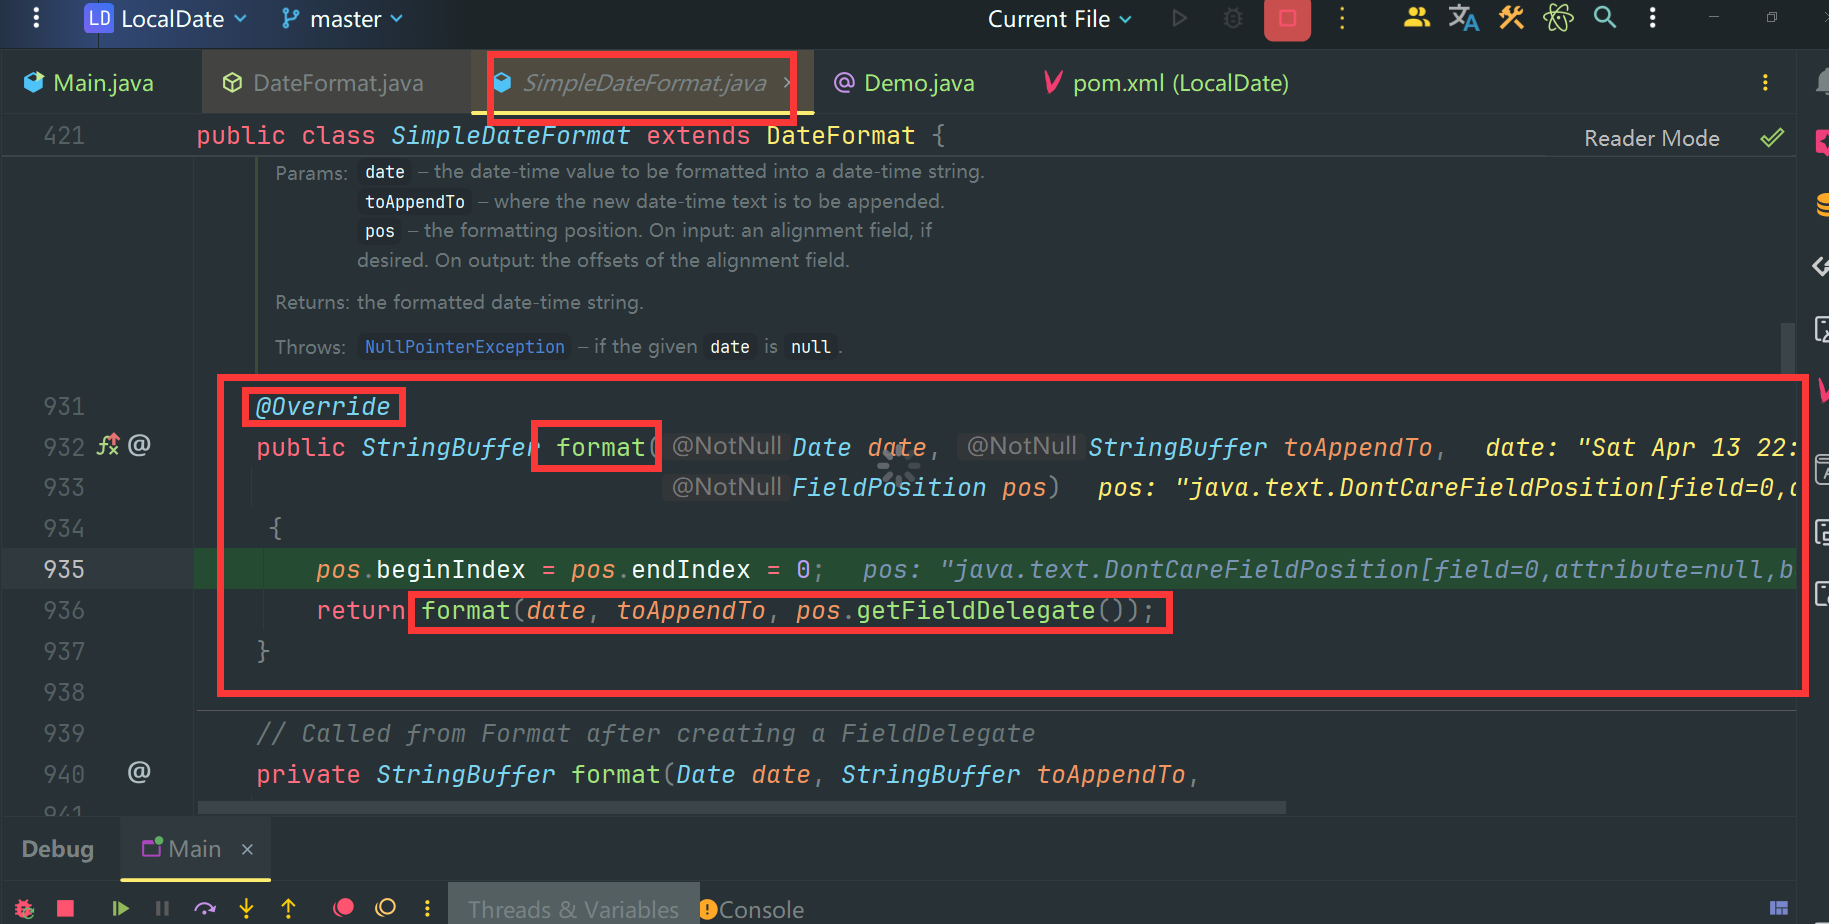 LD LocalDate master Current File
Main.java DateFormat.java SimpleDateFormat.java Demo.java pom.xml (LocalDate)
421 public class SimpleDateFormat extends DateFormat { Reader Mode
Params: date – the date-time value to be formatted into a date-time string.
toAppendTo – where the new date-time text is to be appended.
pos – the formatting position. On input: an alignment field, if
desired. On output: the offsets of the alignment field.
Returns: the formatted date-time string.
Throws: NullPointerException – if the given date is null.
931 @Override
932 public StringBuffer format( @NotNull Date date, @NotNull StringBuffer toAppendTo, date: "Sat Apr 13 22:
933 @NotNull FieldPosition pos) pos: "java.text.DontCareFieldPosition[field=0,
934 {
935 pos.beginIndex = pos.endIndex = 0; pos: "java.text.DontCareFieldPosition[field=0,attribute=null,b
936 return format(date, toAppendTo, pos.getFieldDelegate());
937 }
938
939 // Called from Format after creating a FieldDelegate
940 private StringBuffer format(Date date, StringBuffer toAppendTo,
941
Debug Main
Threads & Variables Console